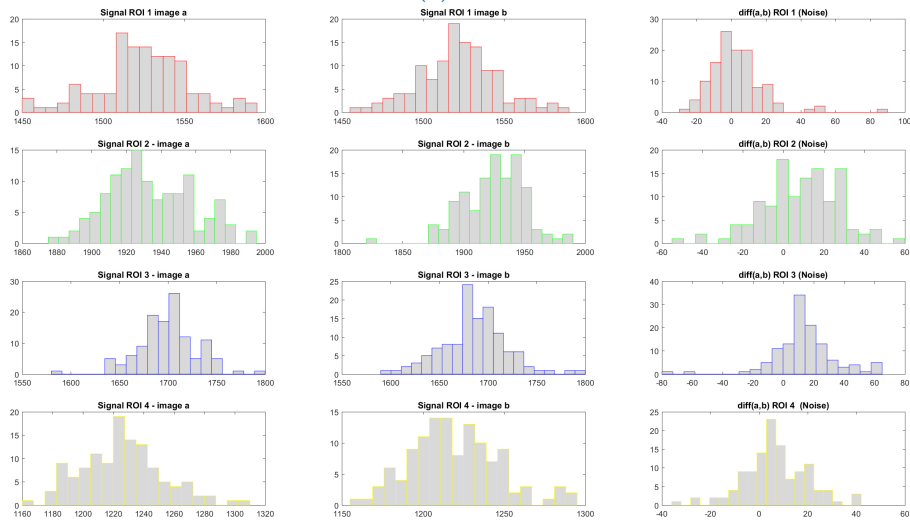 Signal ROI 1 image a
20
15
10
5
0
1450 1500 1550 1600
Signal ROI 1 image b
20
15
10
5
0
1450 1500 1550 1600
diff(a,b) ROI 1 (Noise)
30
20
10
0
-40 -20 0 20 40 60 80 100
Signal ROI 2 - image a
15
10
5
0
1860 1880 1900 1920 1940 1960 1980 2000
Signal ROI 2 - image b
20
15
10
5
0
1800 1850 1900 1950 2000
diff(a,b) ROI 2 (Noise)
20
15
10
5
0
-60 -40 -20 0 20 40 60
Signal ROI 3 - image a
30
20
10
0
1550 1600 1650 1700 1750 1800
Signal ROI 3 - image b
25
20
15
10
5
0
1550 1600 1650 1700 1750 1800
diff(a,b) ROI 3 (Noise)
40
30
20
10
0
-80 -60 -40 -20 0 20 40 60 80
Signal ROI 4 - image a
20
15
10
5
0
1160 1180 1200 1220 1240 1260 1280 1300 1320
Signal ROI 4 - image b
15
10
5
0
1150 1200 1250 1300
diff(a,b) ROI 4 (Noise)
25
20
15
10
5
0
-40 -20 0 20 40 60